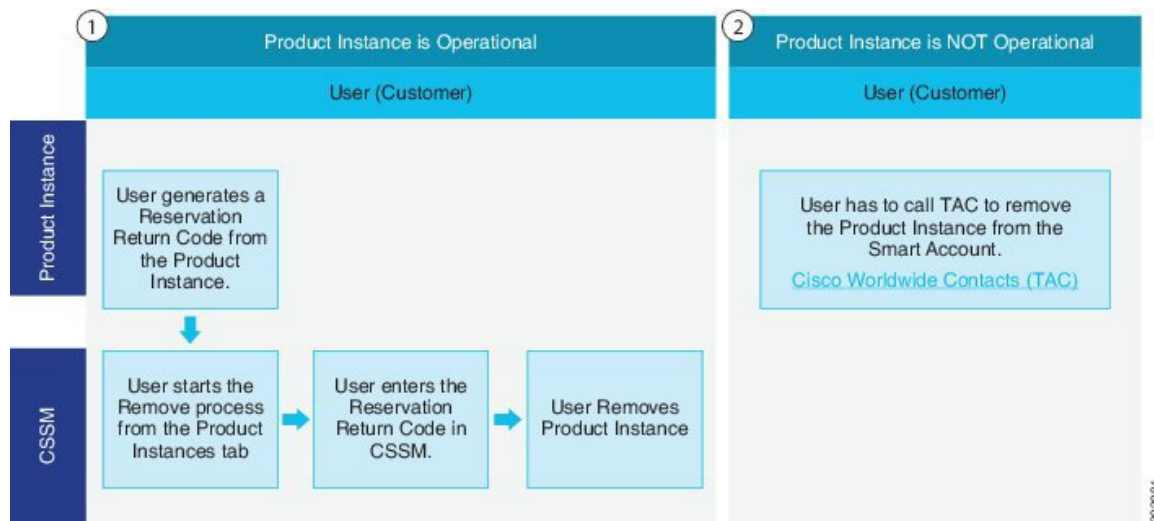 1
Product Instance is Operational
User (Customer)
2
Product Instance is NOT Operational
User (Customer)
Product Instance
User generates a
Reservation
Return Code from
the Product
Instance.
User has to call TAC to remove
the Product Instance from the
Smart Account.
Cisco Worldwide Contacts (TAC)
CSSM
User starts the
Remove process
from the Product
Instances tab
User enters the
Reservation
Return Code in
CSSM.
User Removes
Product Instance